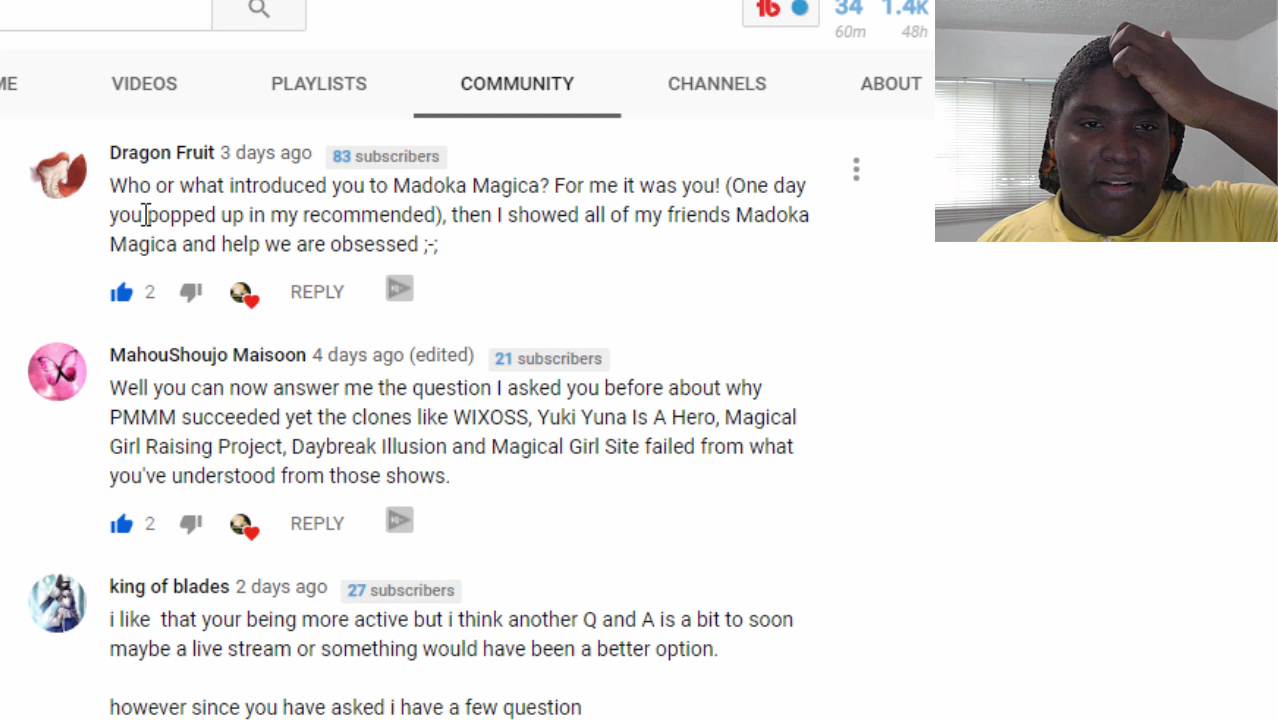 34 1.4K
60m 48h
ME VIDEOS PLAYLISTS COMMUNITY CHANNELS ABOUT
Dragon Fruit 3 days ago 83 subscribers
Who or what introduced you to Madoka Magica? For me it was you! (One day
you popped up in my recommended), then I showed all of my friends Madoka
Magica and help we are obsessed ;-;
2 REPLY
MahouShoujo Maisoon 4 days ago (edited) 21 subscribers
Well you can now answer me the question I asked you before about why
PMMM succeeded yet the clones like WIXOSS, Yuki Yuna Is A Hero, Magical
Girl Raising Project, Daybreak Illusion and Magical Girl Site failed from what
you've understood from those shows.
2 REPLY
king of blades 2 days ago 27 subscribers
i like that your being more active but i think another Q and A is a bit to soon
maybe a live stream or something would have been a better option.
however since you have asked i have a few question